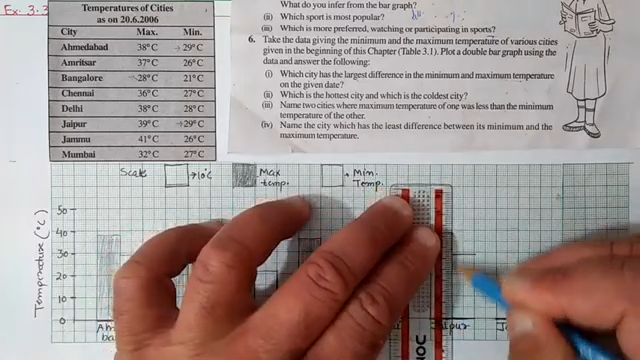 Ex. 3.3
Temperatures of Cities
as on 20.6.2006
City Max. Min.
Ahmedabad 38°C 29°C
Amritsar 37°C 26°C
Bangalore 28°C 21°C
Chennai 36°C 27°C
Delhi 38°C 28°C
Jaipur 39°C 29°C
Jammu 41°C 26°C
Mumbai 32°C 27°C
What do you infer from the bar graph?
(ii) Which sport is most popular?
(iii) Which is more preferred, watching or participating in sports?
6. Take the data giving the minimum and the maximum temperature of various cities
given in the beginning of this Chapter (Table 3.1). Plot a double bar graph using the
data and answer the following:
(i) Which city has the largest difference in the minimum and maximum temperature
on the given date?
(ii) Which is the hottest city and which is the coldest city?
(iii) Name two cities where maximum temperature of one was less than the minimum
temperature of the other.
(iv) Name the city which has the least difference between its minimum and the
maximum temperature.
Scale → 10°C Max temp. Min. Temp.
Temperature (°C)
50
40
30
20
10
0
Jaipur